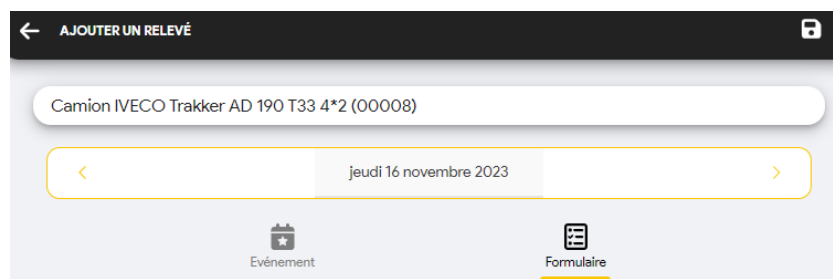 AJOUTER UN RELEVÉ
Camion IVECO Trakker AD 190 T33 4*2 (00008)
jeudi 16 novembre 2023
Evénement
Formulaire